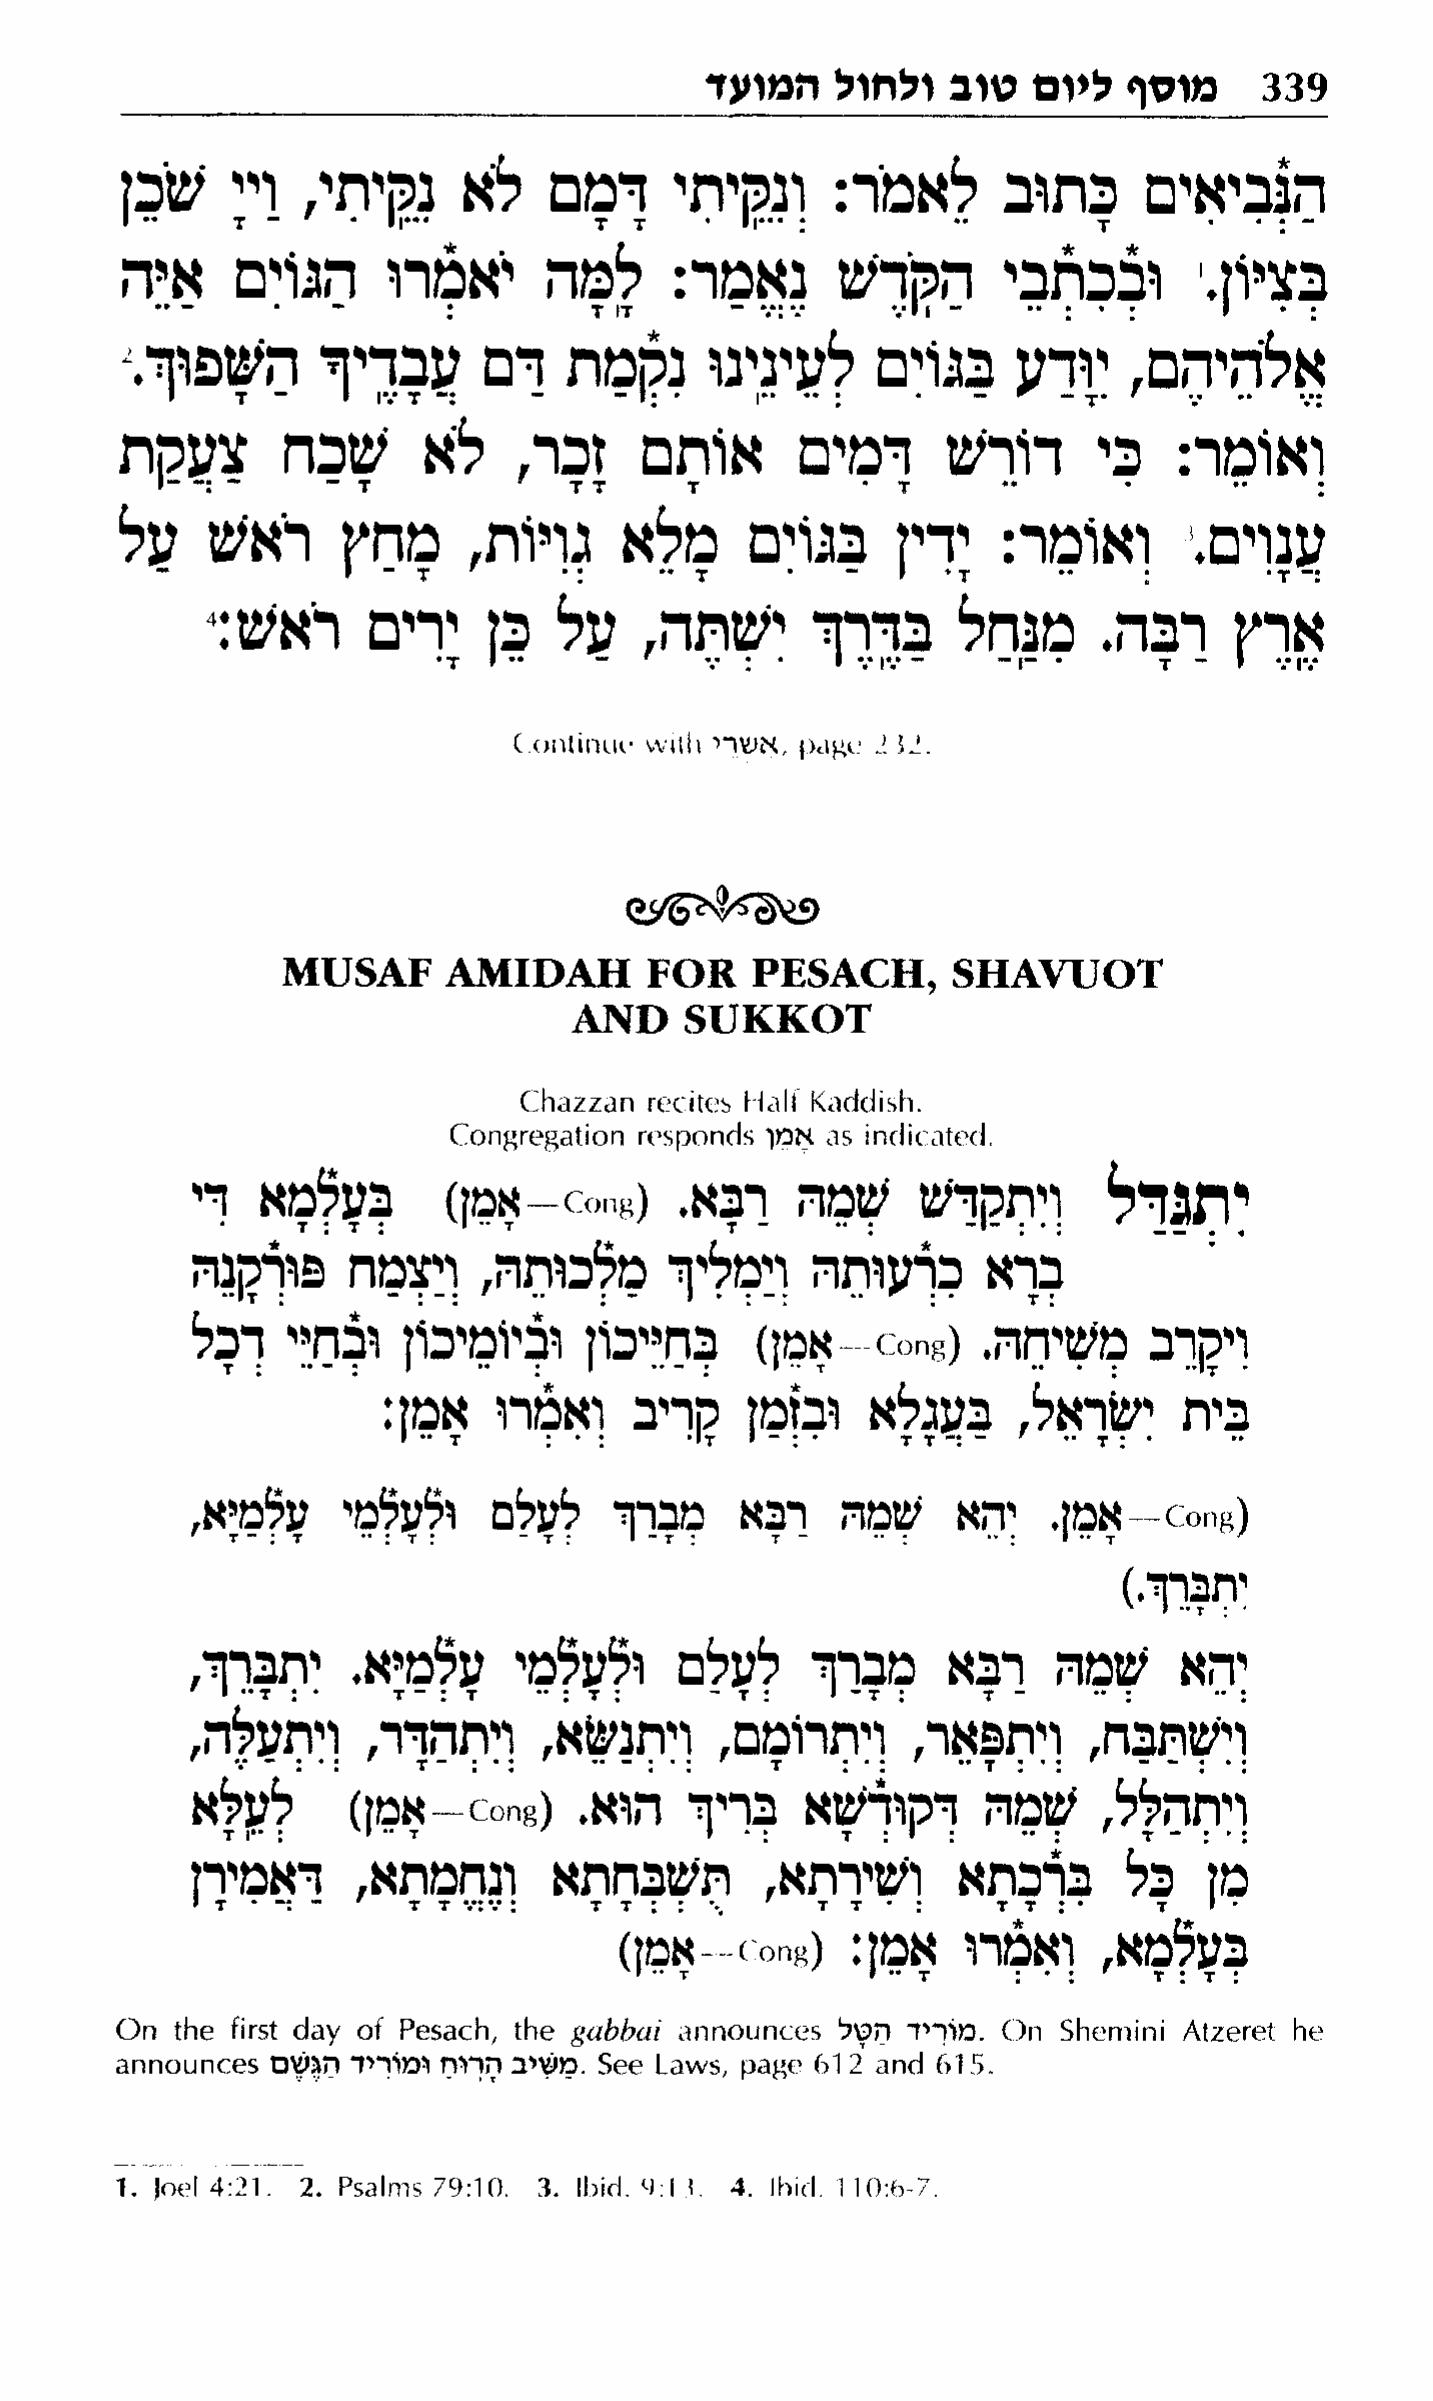 339 מוסף ליום טוב ולחול המועד
הַנְּ*בִיאִים כָּתוּב לֵאמֹר: וְנִקֵּיתִי דָּמָם לֹא נִקֵּיתִי, וַיְיָ שֹׁכֵן
בְּצִיּוֹן.¹ וּבְ*כִתְ*בֵי הַקֹּדֶשׁ נֶאֱמַר: לָמָּה יֹאמְ*רוּ הַגּוֹיִם אַיֵּה
אֱלֹהֵיהֶם, יִוָּדַע בַּגּוֹיִם לְעֵינֵינוּ נִקְ*מַת דַּם עֲבָדֶיךָ הַשָּׁפוּךְ.²
וְאוֹמֵר: כִּי דוֹרֵשׁ דָּמִים אוֹתָם זָכָר, לֹא שָׁכַח צַעֲקַת
עֲנָוִים.³ וְאוֹמֵר: יָדִין בַּגּוֹיִם מָלֵא גְוִיּוֹת, מָחַץ רֹאשׁ עַל
אֶרֶץ רַבָּה. מִנַּחַל בַּדֶּרֶךְ יִשְׁתֶּה, עַל כֵּן יָרִים רֹאשׁ:⁴
Continue with אשרי, page 232.
MUSAF AMIDAH FOR PESACH, SHAVUOT
AND SUKKOT
Chazzan recites Half Kaddish.
Congregation responds אָמֵן as indicated.
יִתְגַּדַּל וְיִתְקַדַּשׁ שְׁמֵהּ רַבָּא. (Cong—אָמֵן) בְּעָלְ*מָא דִּי
בְרָא כִרְ*עוּתֵהּ וְיַמְלִיךְ מַלְ*כוּתֵהּ, וְיַצְמַח פּוּרְ*קָנֵהּ
וִיקָרֵב מְשִׁיחֵהּ. (Cong—אָמֵן) בְּחַיֵּיכוֹן וּבְ*יוֹמֵיכוֹן וּבְ*חַיֵּי דְכָל
בֵּית יִשְׂרָאֵל, בַּעֲגָלָא וּבִזְ*מַן קָרִיב וְאִמְ*רוּ אָמֵן:
(Cong—אָמֵן. יְהֵא שְׁמֵהּ רַבָּא מְבָרַךְ לְעָלַם וּלְ*עָלְ*מֵי עָלְ*מַיָּא,
יִתְבָּרֵךְ.)
יְהֵא שְׁמֵהּ רַבָּא מְבָרַךְ לְעָלַם וּלְ*עָלְ*מֵי עָלְ*מַיָּא. יִתְבָּרֵךְ,
וְיִשְׁתַּבַּח, וְיִתְפָּאֵר, וְיִתְרוֹמָם, וְיִתְנַשֵּׂא, וְיִתְהַדָּר, וְיִתְעַלֶּה,
וְיִתְהַלָּל, שְׁמֵהּ דְּקוּדְ*שָׁא בְּרִיךְ הוּא. (Cong—אָמֵן) לְעֵלָּא
מִן כָּל בִּרְ*כָתָא וְשִׁירָתָא, תֻּשְׁבְּחָתָא וְנֶחֱמָתָא, דַּאֲמִירָן
בְּעָלְ*מָא, וְאִמְ*רוּ אָמֵן: (Cong—אָמֵן)
On the first day of Pesach, the gabbai announces מוֹרִיד הַטָּל. On Shemini Atzeret he
announces מַשִּׁיב הָרוּחַ וּמוֹרִיד הַגֶּשֶׁם. See Laws, page 612 and 615.
1. Joel 4:21. 2. Psalms 79:10. 3. Ibid. 9:13. 4. Ibid. 110:6-7.